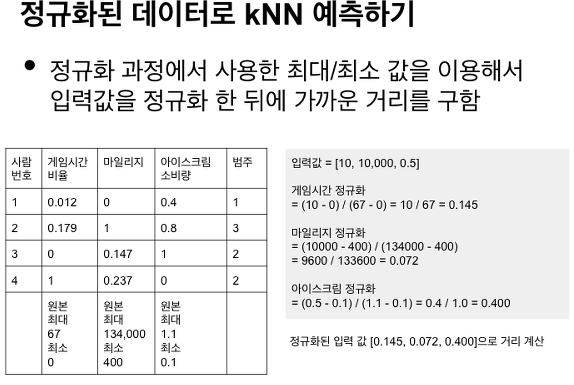 정규화된 데이터로 kNN 예측하기
● 정규화 과정에서 사용한 최대/최소 값을 이용해서
입력값을 정규화 한 뒤에 가까운 거리를 구함
사람 번호 게임시간 비율 마일리지 아이스크림 소비량 범주
1 0.012 0 0.4 1
2 0.179 1 0.8 3
3 0 0.147 1 2
4 1 0.237 0 2
원본 최대 67 최소 0 원본 최대 134,000 최소 400 원본 최대 1.1 최소 0.1
입력값 = [10, 10,000, 0.5]
게임시간 정규화
= (10 - 0) / (67 - 0) = 10 / 67 = 0.145
마일리지 정규화
= (10000 - 400) / (134000 - 400)
= 9600 / 133600 = 0.072
아이스크림 정규화
= (0.5 - 0.1) / (1.1 - 0.1) = 0.4 / 1.0 = 0.400
정규화된 입력 값 [0.145, 0.072, 0.400]으로 거리 계산